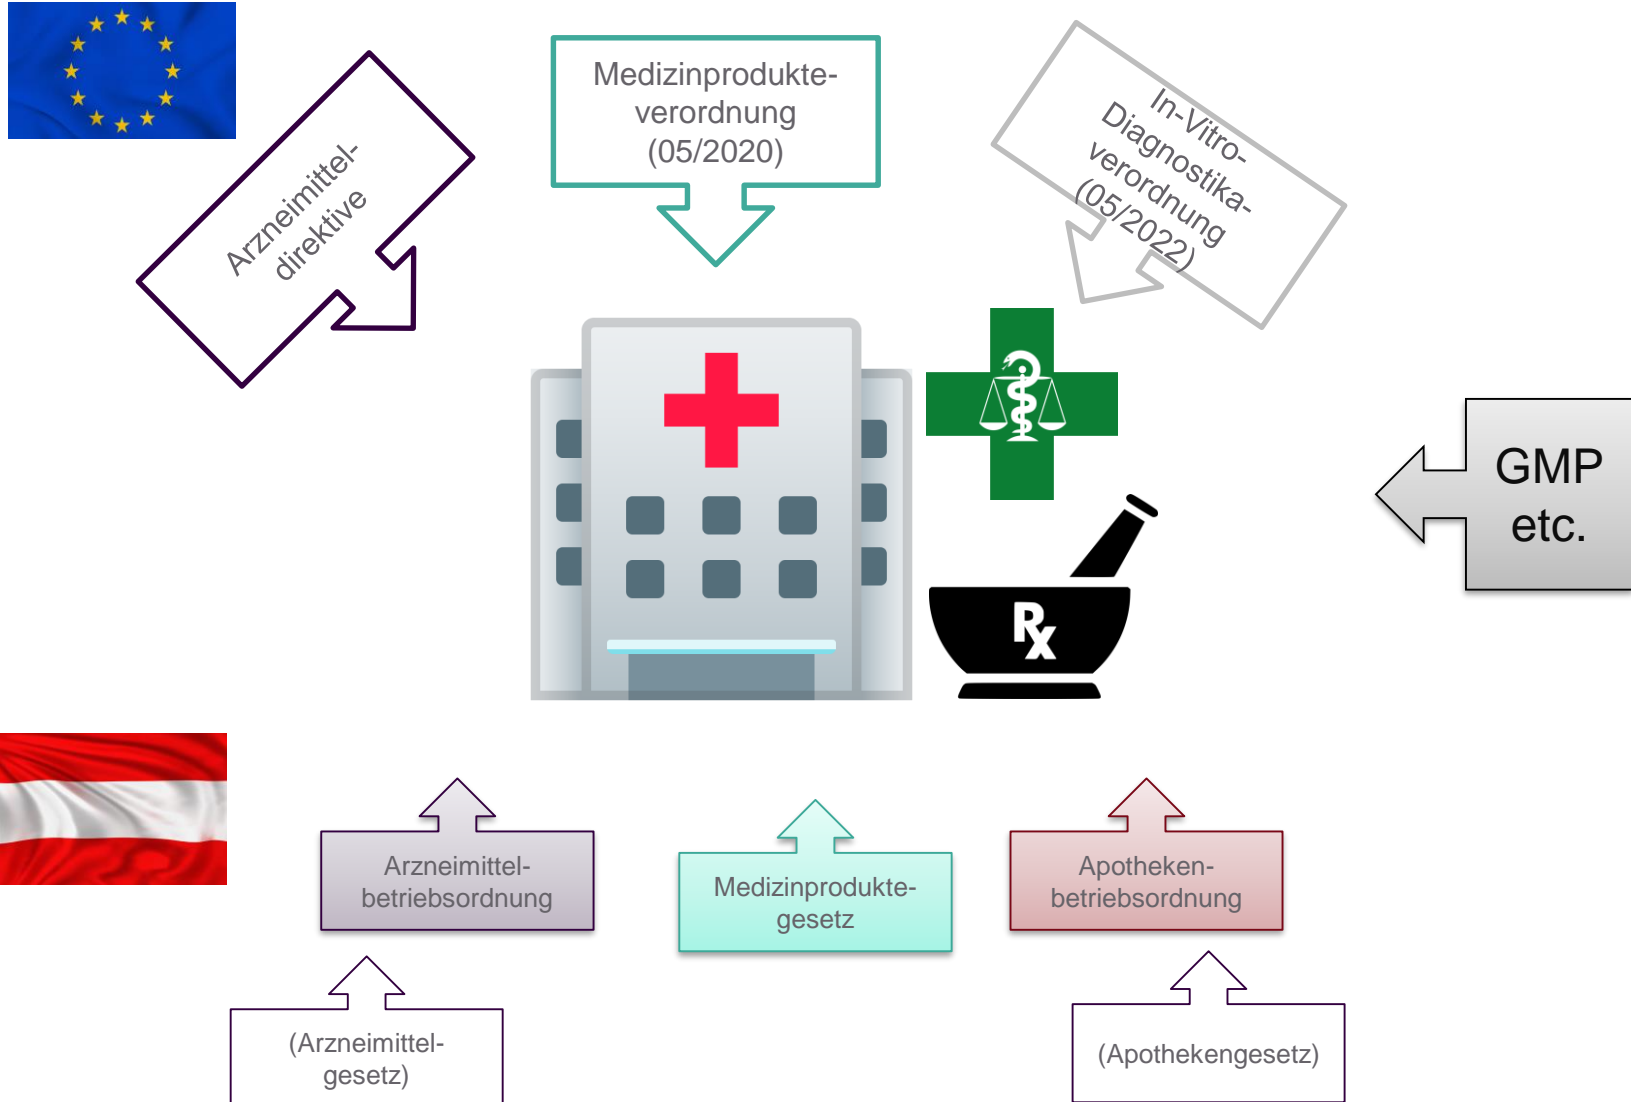 Arzneimittel-
direktive
Medizinprodukte-
verordnung
(05/2020)
In-Vitro-
Diagnostika-
verordnung
(05/2022)
GMP
etc.
Rx
Arzneimittel-
betriebsordnung
Medizinprodukte-
gesetz
Apotheken-
betriebsordnung
(Arzneimittel-
gesetz)
(Apothekengesetz)